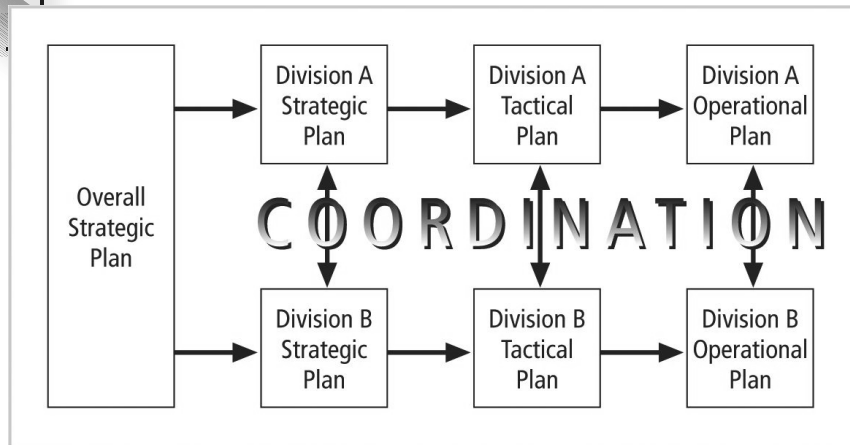 Overall
Strategic
Plan
Division A
Strategic
Plan
Division A
Tactical
Plan
Division A
Operational
Plan
COORDINATION
Division B
Strategic
Plan
Division B
Tactical
Plan
Division B
Operational
Plan